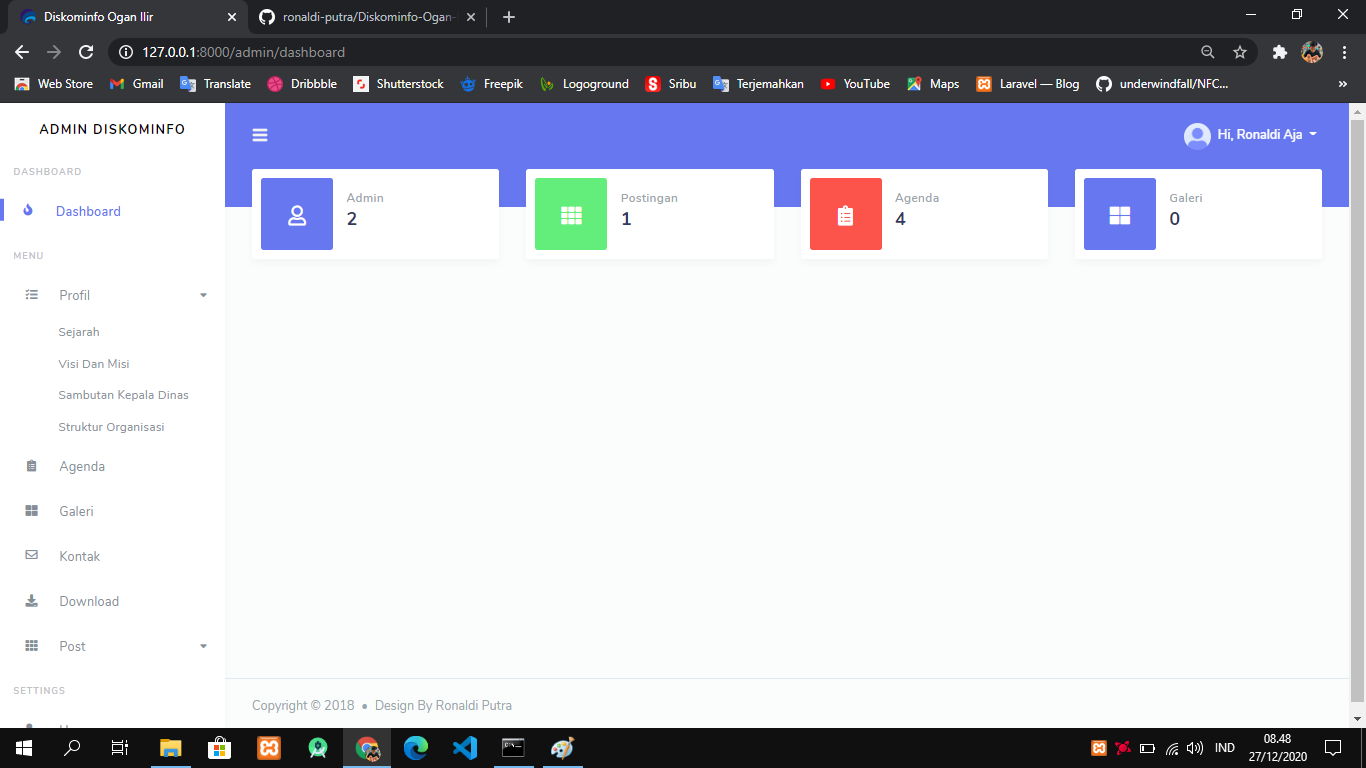 Diskominfo Ogan Ilir
ronaldi-putra/Diskominfo-Ogan-
127.0.0.1:8000/admin/dashboard
Web Store Gmail Translate Dribbble Shutterstock Freepik Logoground Sribu Terjemahkan YouTube Maps Laravel — Blog underwindfall/NFC... »
ADMIN DISKOMINFO
Hi, Ronaldi Aja
DASHBOARD
Dashboard
MENU
Profil
Sejarah
Visi Dan Misi
Sambutan Kepala Dinas
Struktur Organisasi
Agenda
Galeri
Kontak
Download
Post
SETTINGS
Admin
2
Postingan
1
Agenda
4
Galeri
0
Copyright © 2018 • Design By Ronaldi Putra
IND
08.48
27/12/2020